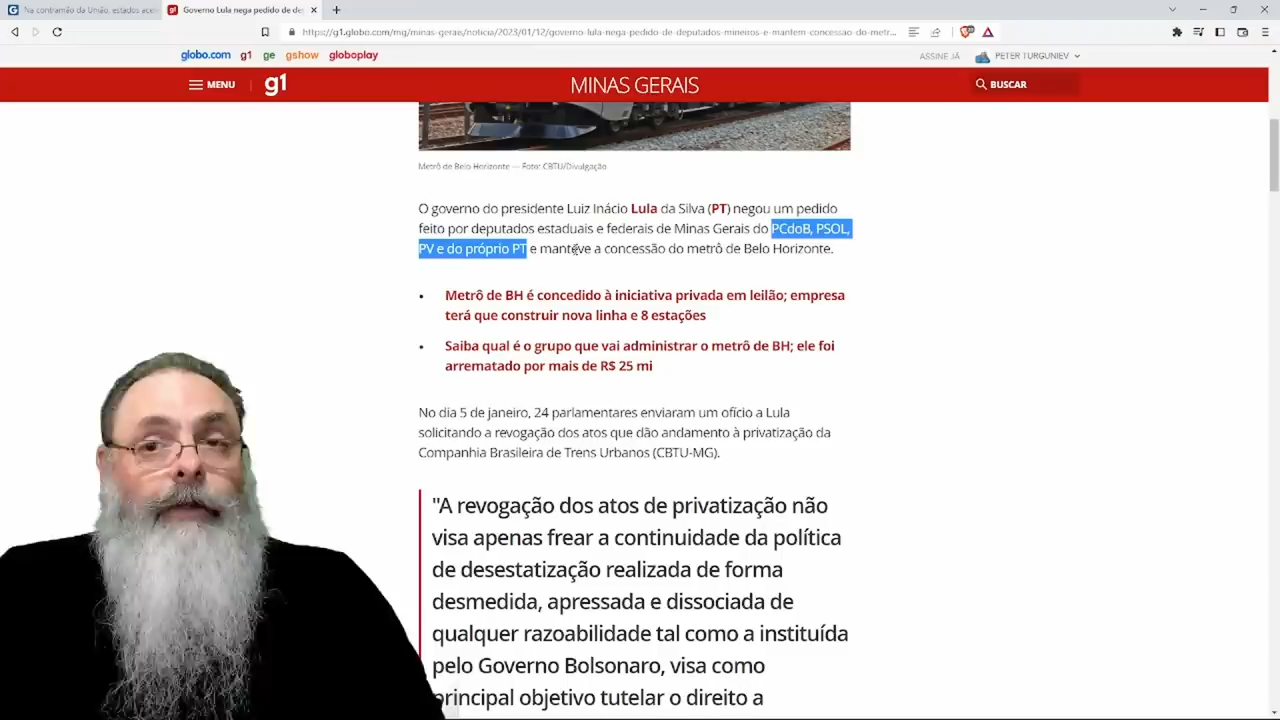 Na contramão da União, estados acel
Governo Lula nega pedido de de
https://g1.globo.com/mg/minas-gerais/noticia/2023/01/12/governo-lula-nega-pedido-de-deputados-mineiros-e-mantem-concessao-do-metr...
globo.com g1 ge gshow globoplay
ASSINE JÁ
PETER TURGUNIEV
MENU
g1
MINAS GERAIS
BUSCAR
Metrô de Belo Horizonte — Foto: CBTU/Divulgação
O governo do presidente Luiz Inácio Lula da Silva (PT) negou um pedido
feito por deputados estaduais e federais de Minas Gerais do PCdoB, PSOL,
PV e do próprio PT e manteve a concessão do metrô de Belo Horizonte.
• Metrô de BH é concedido à iniciativa privada em leilão; empresa
terá que construir nova linha e 8 estações
• Saiba qual é o grupo que vai administrar o metrô de BH; ele foi
arrematado por mais de R$ 25 mi
No dia 5 de janeiro, 24 parlamentares enviaram um ofício a Lula
solicitando a revogação dos atos que dão andamento à privatização da
Companhia Brasileira de Trens Urbanos (CBTU-MG).
"A revogação dos atos de privatização não
visa apenas frear a continuidade da política
de desestatização realizada de forma
desmedida, apressada e dissociada de
qualquer razoabilidade tal como a instituída
pelo Governo Bolsonaro, visa como
principal objetivo tutelar o direito a